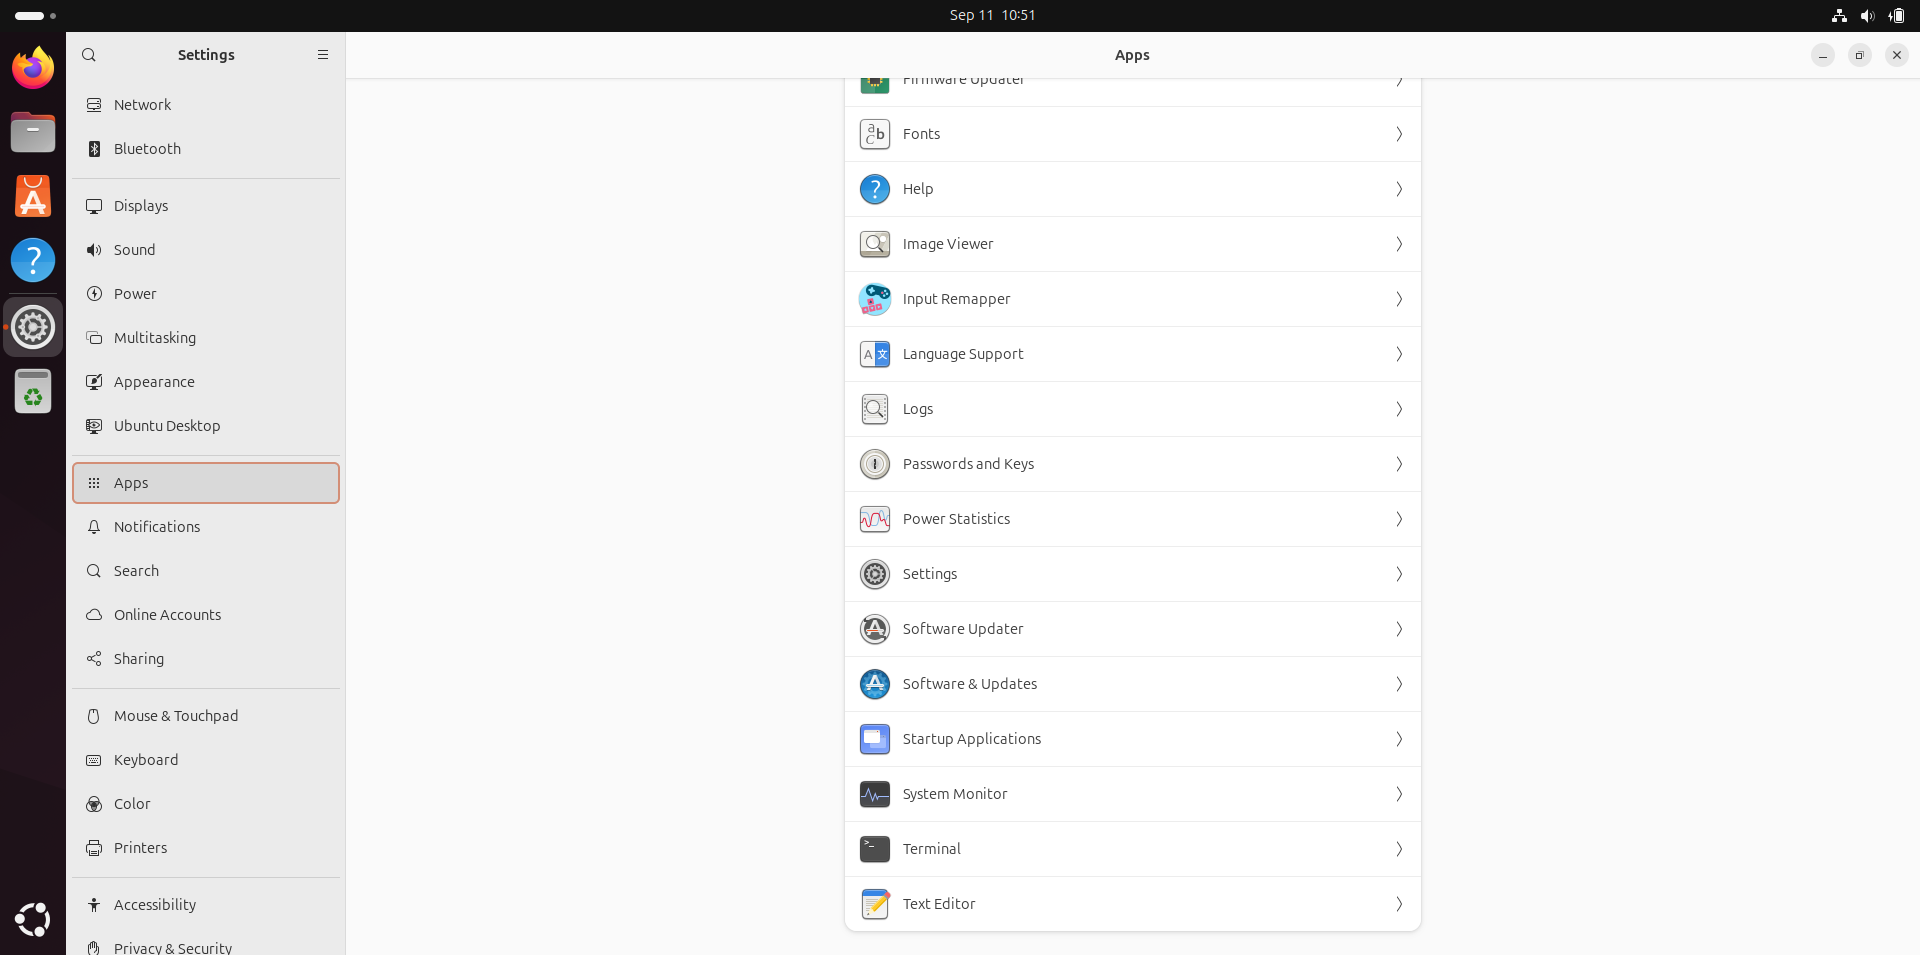 Sep 11 10:51
Settings
Apps
Network
Bluetooth
Displays
Sound
Power
Multitasking
Appearance
Ubuntu Desktop
Apps
Notifications
Search
Online Accounts
Sharing
Mouse & Touchpad
Keyboard
Color
Printers
Accessibility
Privacy & Security
Firmware Updater
Fonts
Help
Image Viewer
Input Remapper
Language Support
Logs
Passwords and Keys
Power Statistics
Settings
Software Updater
Software & Updates
Startup Applications
System Monitor
Terminal
Text Editor